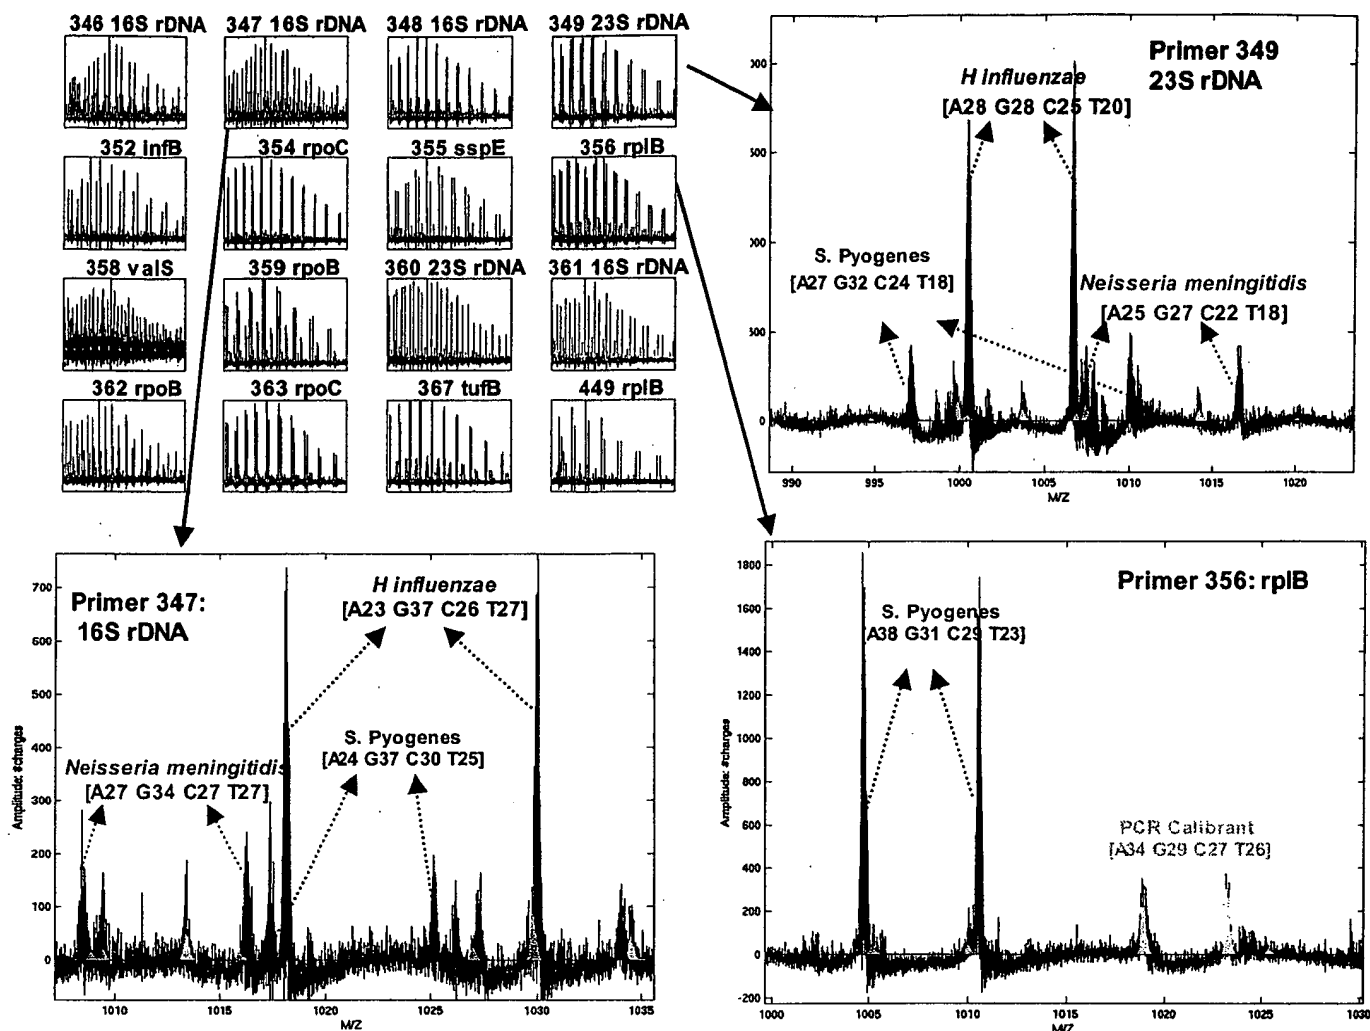 346 16S rDNA 347 16S rDNA 348 16S rDNA 349 23S rDNA
352 infB 354 rpoC 355 sspE 356 rplB
358 valS 359 rpoB 360 23S rDNA 361 16S rDNA
362 rpoB 363 rpoC 367 tufB 449 rplB
Primer 349
23S rDNA
H influenzae
[A28 G28 C25 T20]
S. Pyogenes
[A27 G32 C24 T18]
Neisseria meningitidis
[A25 G27 C22 T18]
0
990 995 1000 1005 1010 1015 1020
M/Z
Primer 347:
16S rDNA
H influenzae
[A23 G37 C26 T27]
S. Pyogenes
[A24 G37 C30 T25]
Neisseria meningitidis
[A27 G34 C27 T27]
Amplitude: #charges
700
600
500
400
300
200
100
0
1010 1015 1020 1025 1030 1035
M/Z
Primer 356: rplB
S. Pyogenes
[A38 G31 C29 T23]
PCR Calibrant
[A34 G29 C27 T26]
Amplitude: #charges
1800
1600
1400
1200
1000
800
600
400
200
0
-200
1000 1005 1010 1015 1020 1025 1030
M/Z